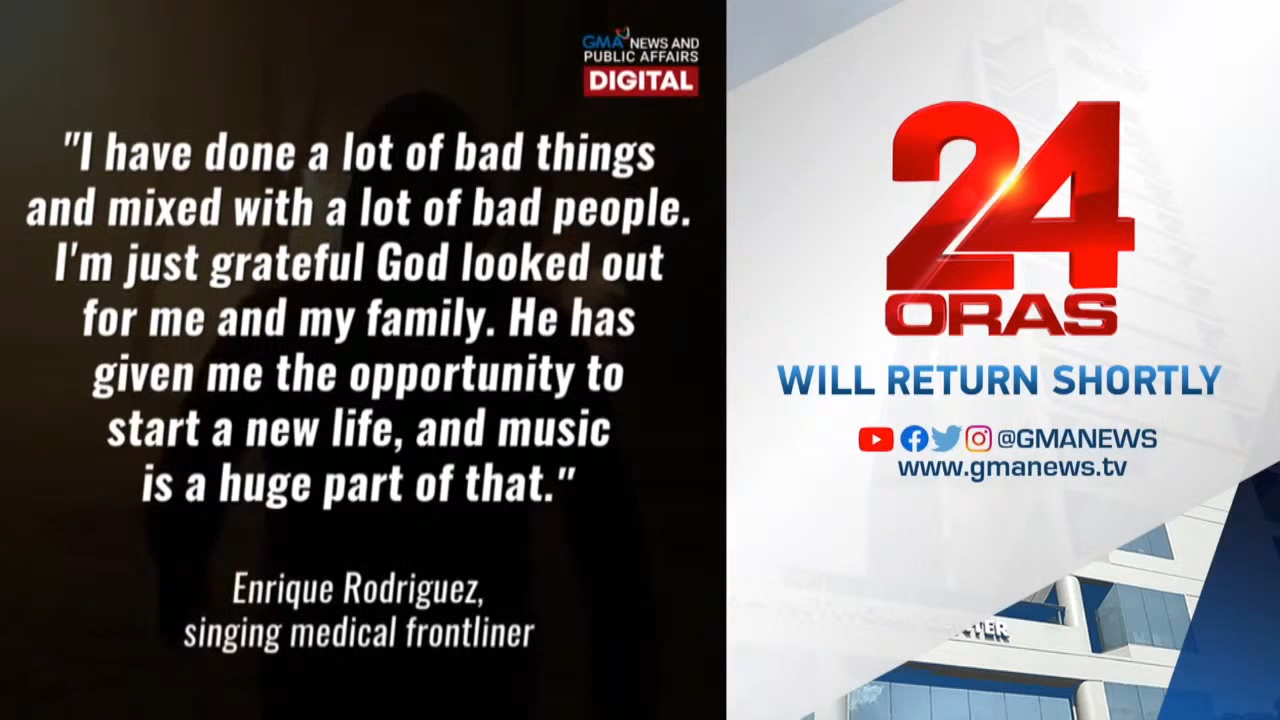 GMA NEWS AND
PUBLIC AFFAIRS
DIGITAL
"I have done a lot of bad things
and mixed with a lot of bad people.
I'm just grateful God looked out
for me and my family. He has
given me the opportunity to
start a new life, and music
is a huge part of that."
Enrique Rodriguez,
singing medical frontliner
24
ORAS
WILL RETURN SHORTLY
@GMANEWS
www.gmanews.tv